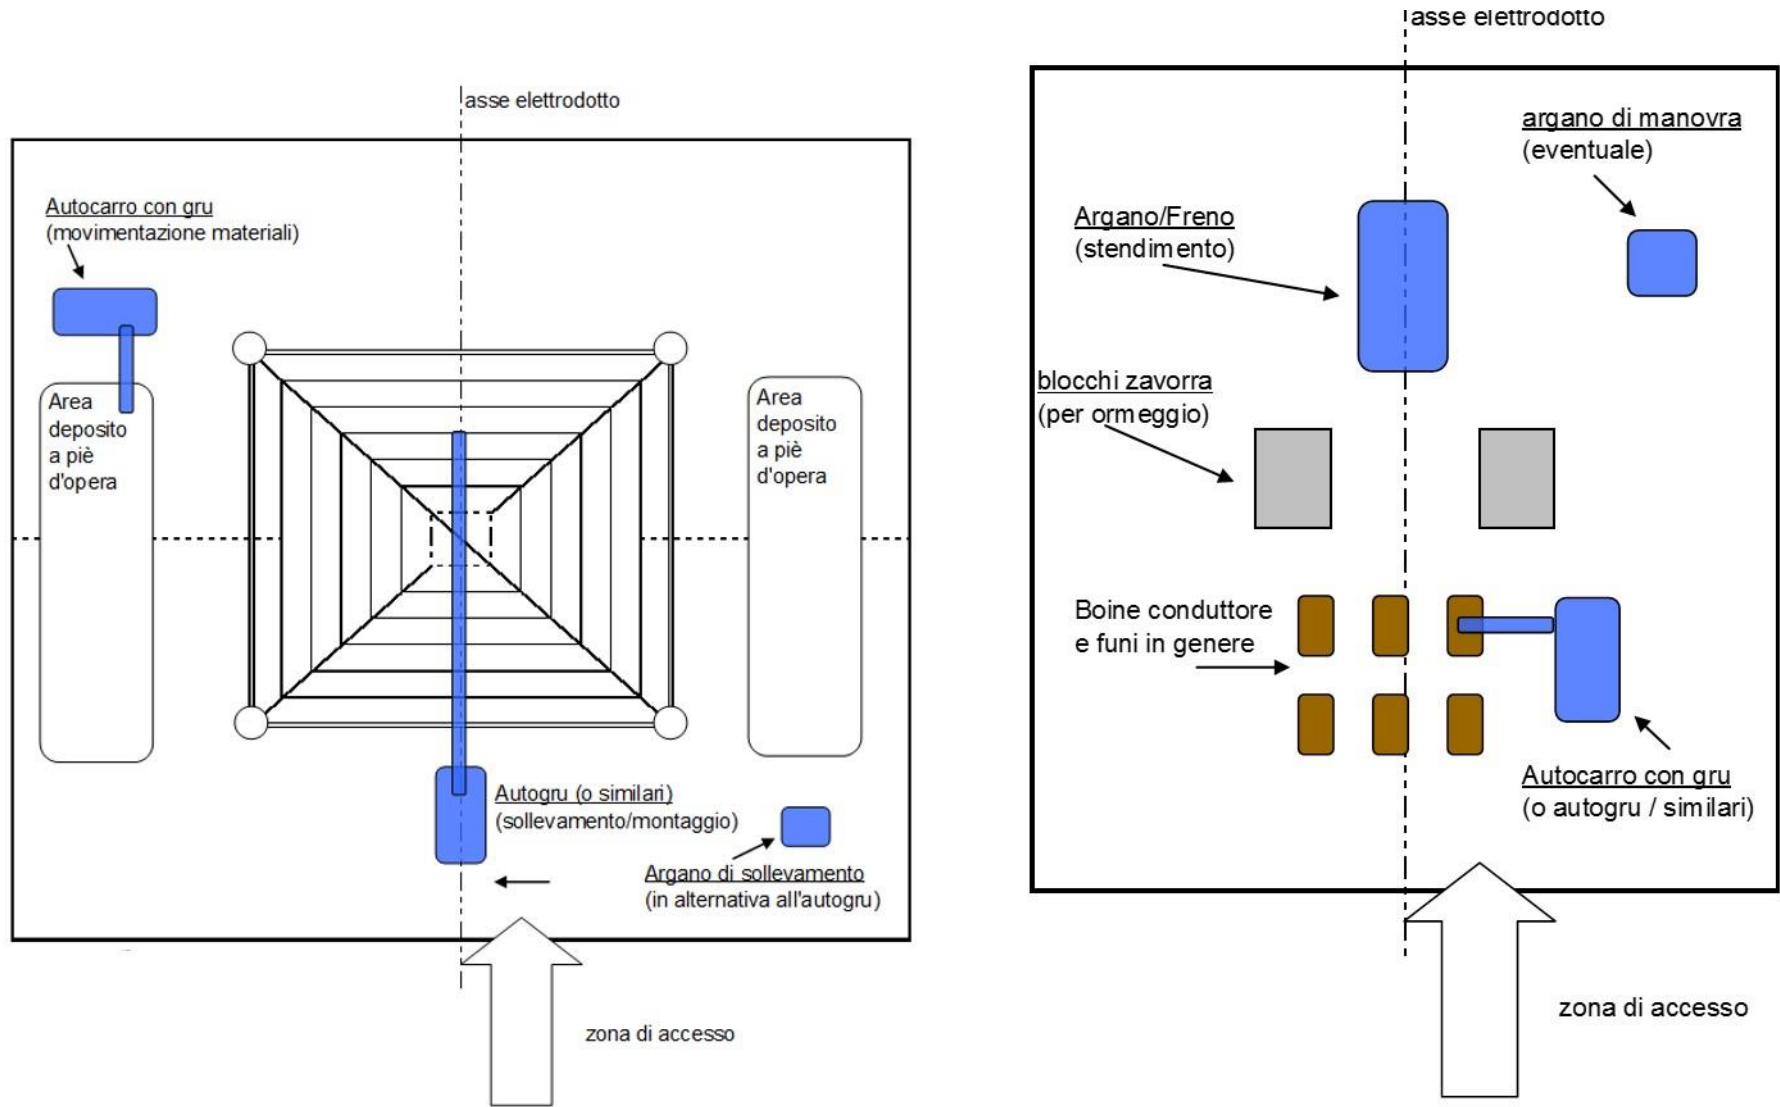 asse elettrodotto
Autocarro con gru
(movimentazione materiali)
Area
deposito
a piè
d'opera
Area
deposito
a piè
d'opera
Autogru (o similari)
(sollevamento/montaggio)
Argano di sollevamento
(in alternativa all'autogru)
zona di accesso
asse elettrodotto
argano di manovra
(eventuale)
Argano/Freno
(stendimento)
blocchi zavorra
(per ormeggio)
Boine conduttore
e funi in genere
Autocarro con gru
(o autogru / similari)
zona di accesso